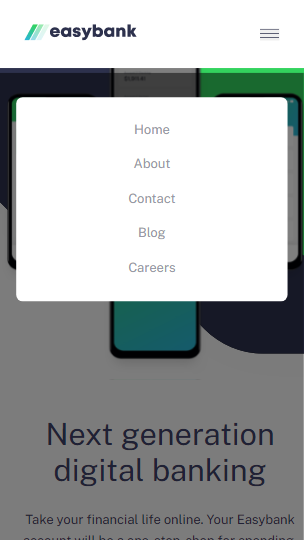 easybank
Home
About
Contact
Blog
Careers
Next generation
digital banking
Take your financial life online. Your Easybank
account will be a one-stop-shop for spending,